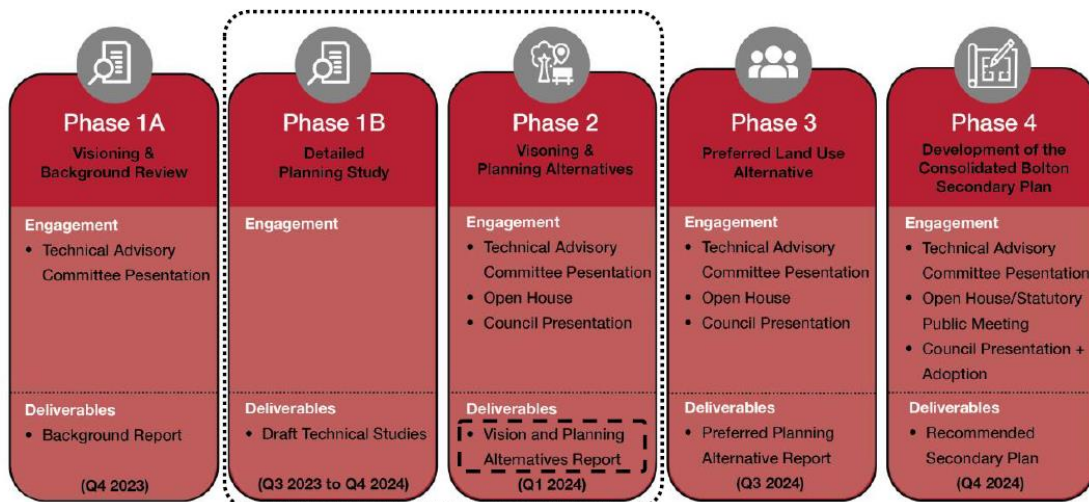 Phase 1A
Visioning &
Background Review
Engagement
• Technical Advisory
Committee Pesentation
Deliverables
• Background Report
(Q4 2023)
Phase 1B
Detailed
Planning Study
Engagement
Deliverables
• Draft Technical Studies
(Q3 2023 to Q4 2024)
Phase 2
Visoning &
Planning Alternatives
Engagement
• Technical Advisory
Committee Pesentation
• Open House
• Council Presentation
Deliverables
• Vision and Planning
Alternatives Report
(Q1 2024)
Phase 3
Preferred Land Use
Alternative
Engagement
• Technical Advisory
Committee Pesentation
• Open House
• Council Presentation
Deliverables
• Preferred Planning
Alternative Report
(Q3 2024)
Phase 4
Development of the
Consolidated Bolton
Secondary Plan
Engagement
• Technical Advisory
Committee Pesentation
• Open House/Statutory
Public Meeting
• Council Presentation +
Adoption
Deliverables
• Recommended
Secondary Plan
(Q4 2024)